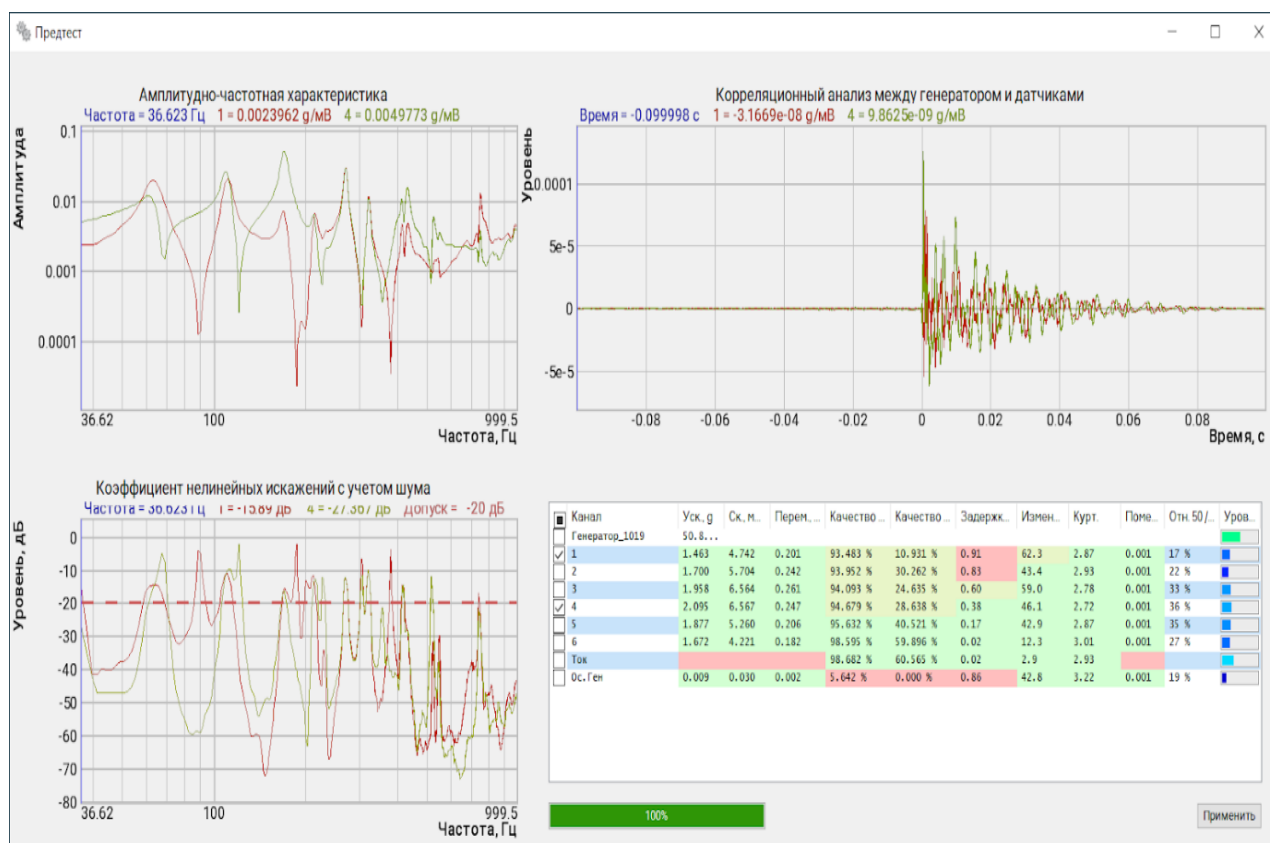 Предтест
Амплитудно-частотная характеристика
Частота = 36.623 Гц 1 = 0.0023962 g/мВ 4 = 0.0049773 g/мВ
Амплитуда
0.1
0.01
0.001
0.0001
36.62 100 999.5
Частота, Гц
Корреляционный анализ между генератором и датчиками
Время = -0.099998 с 1 = -3.1669e-08 g/мВ 4 = 9.8625e-09 g/мВ
Уровень
0.0001
5e-5
0
-5e-5
-0.08 -0.06 -0.04 -0.02 0 0.02 0.04 0.06 0.08
Время, с
Коэффициент нелинейных искажений с учетом шума
Частота = 36.623 Гц 1 = -15.89 дБ 4 = -27.367 дБ Допуск = -20 дБ
Уровень, дБ
0
-10
-20
-30
-40
-50
-60
-70
-80
36.62 100 999.5
Частота, Гц
Канал Уск., g Ск., м... Перем., ... Качество ... Качество ... Задержк... Измен... Курт. Поме... Отн. 50/... Уров...
Генератор_1019 50.8...
1 1.463 4.742 0.201 93.483 % 10.931 % 0.91 62.3 2.87 0.001 17 %
2 1.700 5.704 0.242 93.952 % 30.262 % 0.83 43.4 2.93 0.001 22 %
3 1.958 6.564 0.261 94.093 % 24.635 % 0.60 59.0 2.78 0.001 33 %
4 2.095 6.567 0.247 94.679 % 28.638 % 0.38 46.1 2.72 0.001 36 %
5 1.877 5.260 0.206 95.632 % 40.521 % 0.17 42.9 2.87 0.001 35 %
6 1.672 4.221 0.182 98.595 % 59.896 % 0.02 12.3 3.01 0.001 27 %
Ток 98.682 % 60.565 % 0.02 2.9 2.93
Ос.Ген 0.009 0.030 0.002 5.642 % 0.000 % 0.86 42.8 3.22 0.001 19 %
100%
Применить